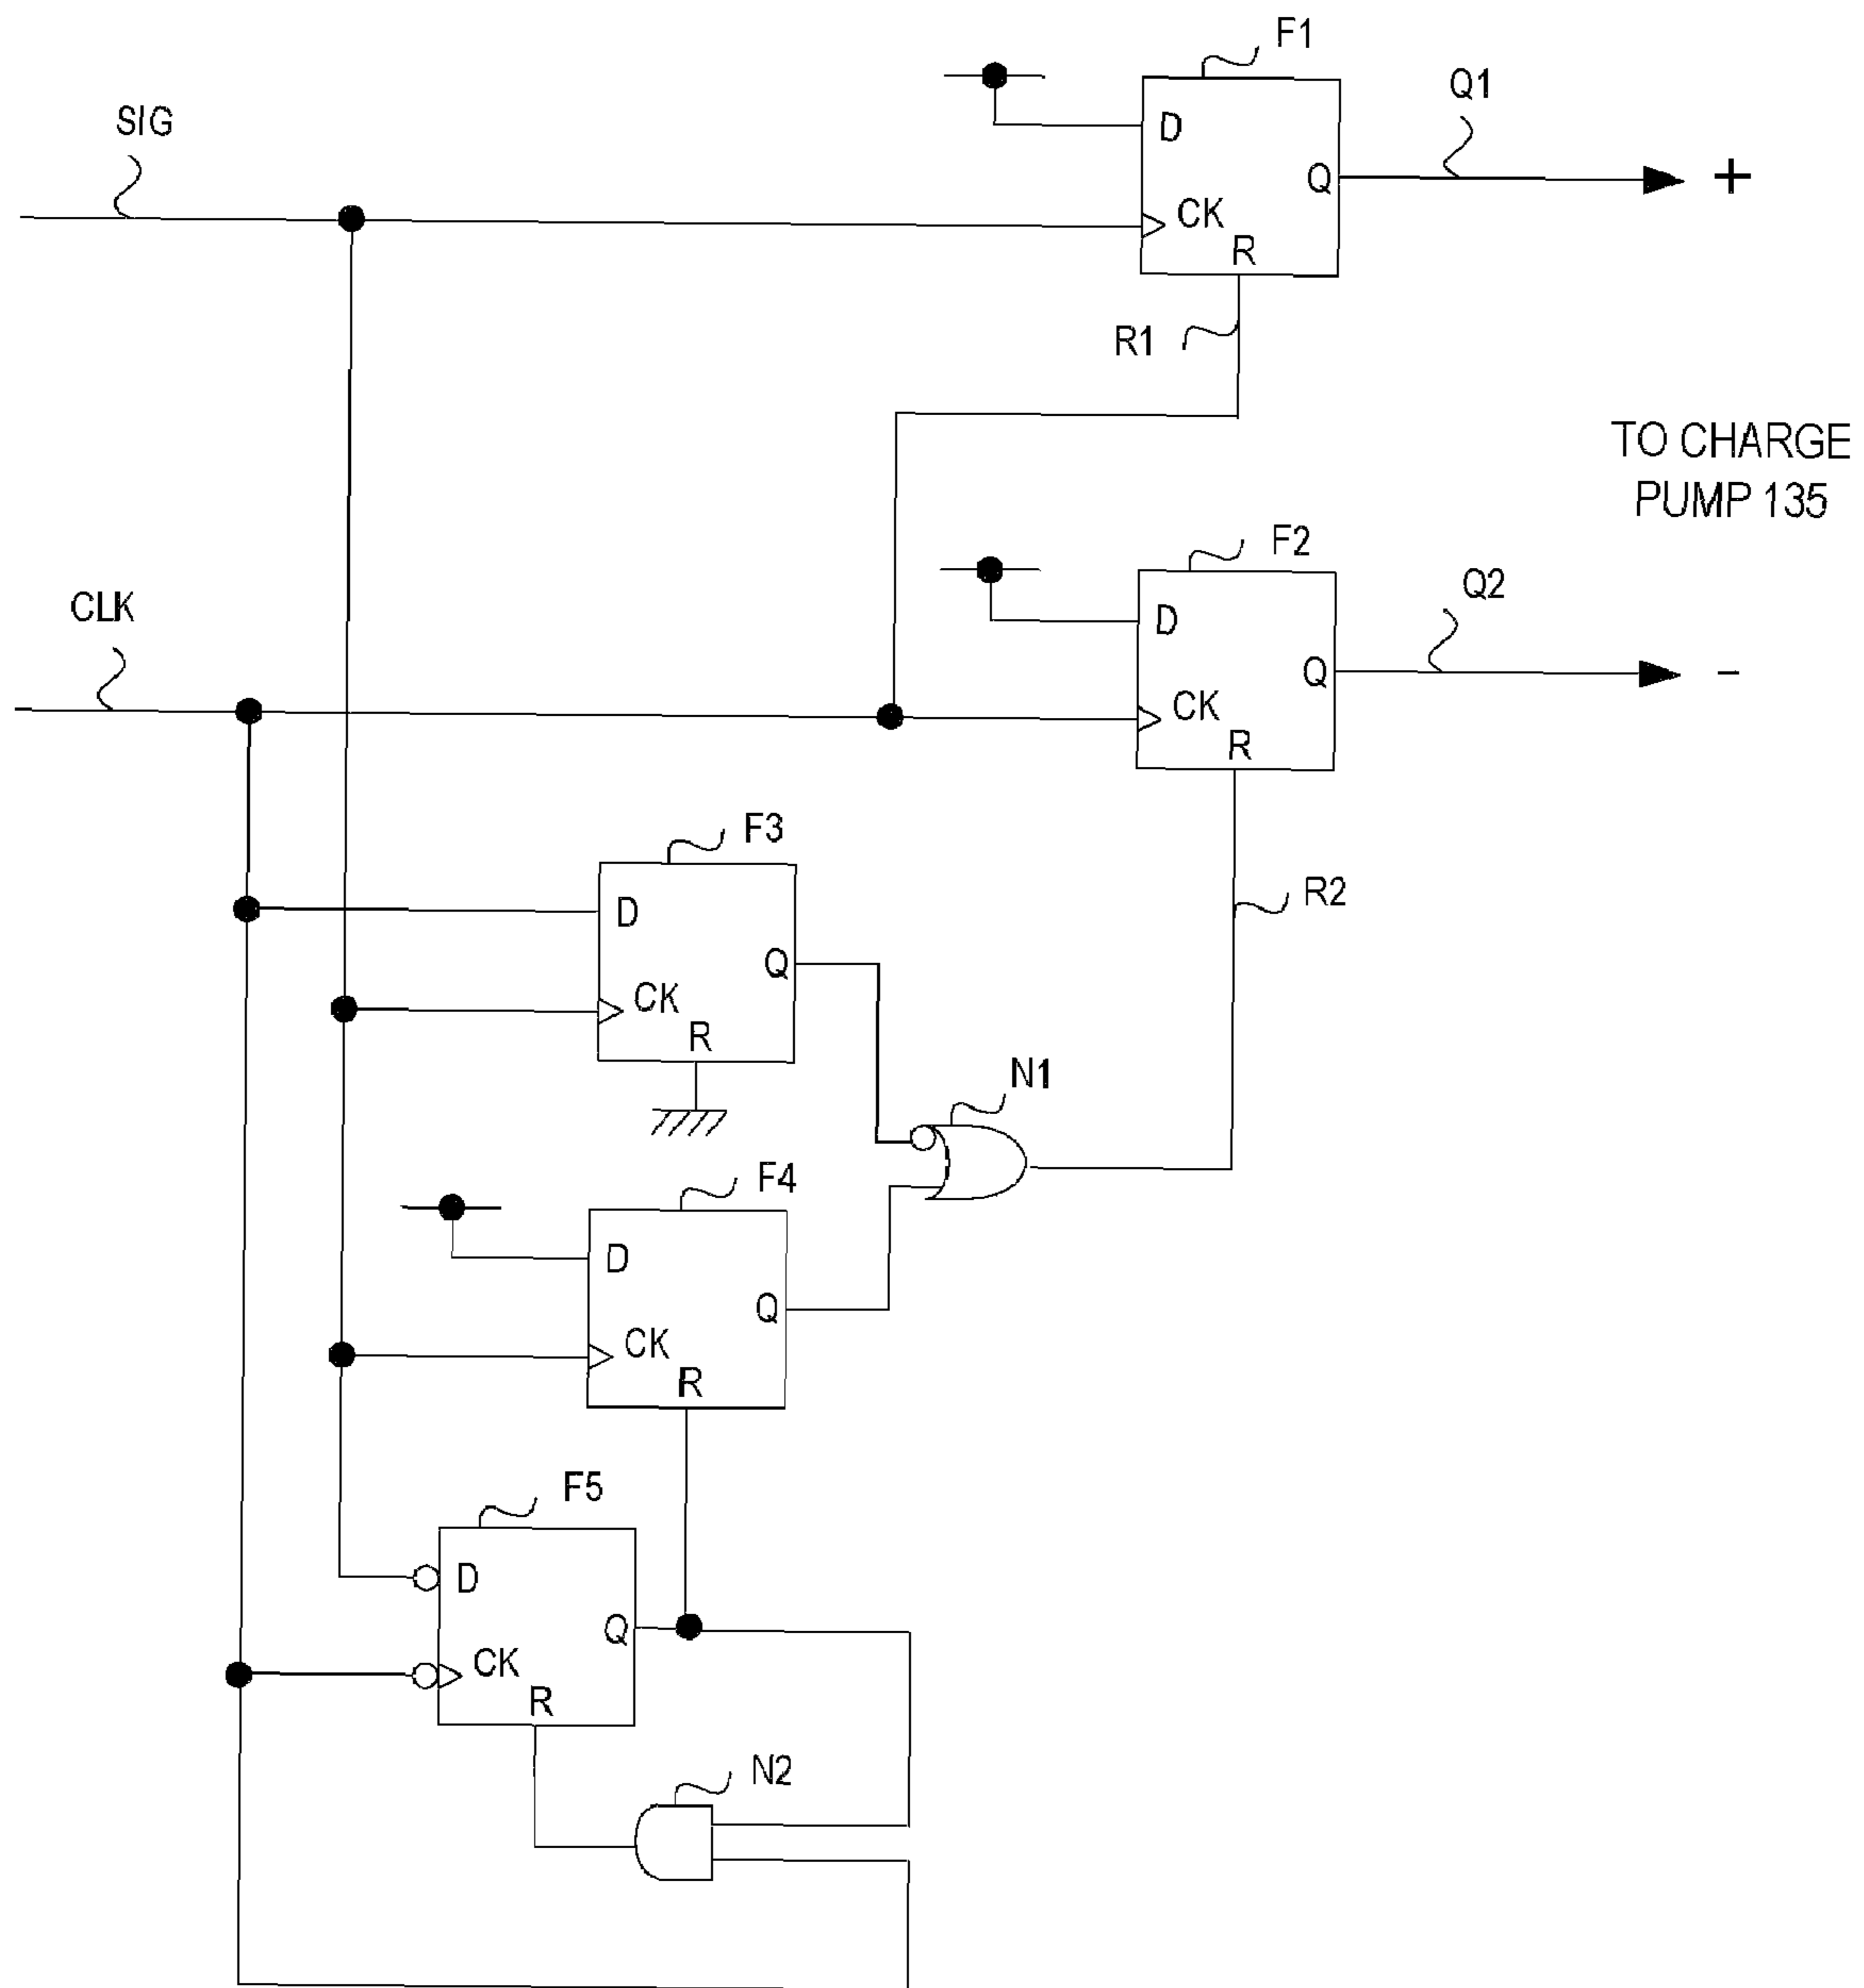 F1
Q1
SIG
D
Q
+
CK
R
R1
TO CHARGE
PUMP 135
F2
Q2
CLK
D
Q
-
CK
R
F3
R2
D
Q
CK
R
N1
F4
D
Q
CK
R
F5
D
Q
CK
R
N2